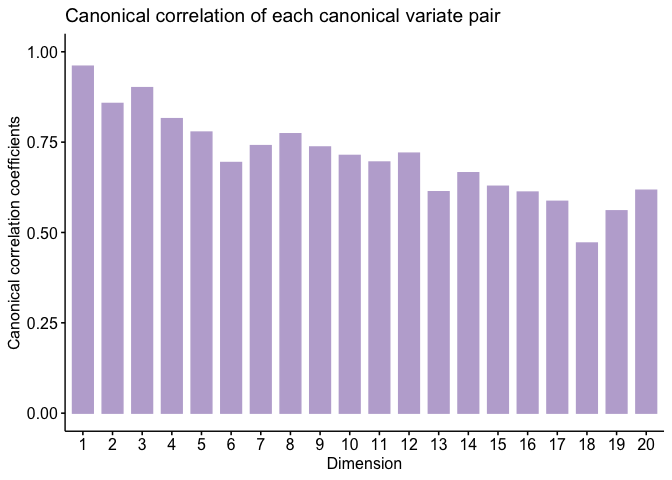 Canonical correlation of each canonical variate pair
Canonical correlation coefficients
1.00
0.75
0.50
0.25
0.00
1 2 3 4 5 6 7 8 9 10 11 12 13 14 15 16 17 18 19 20
Dimension